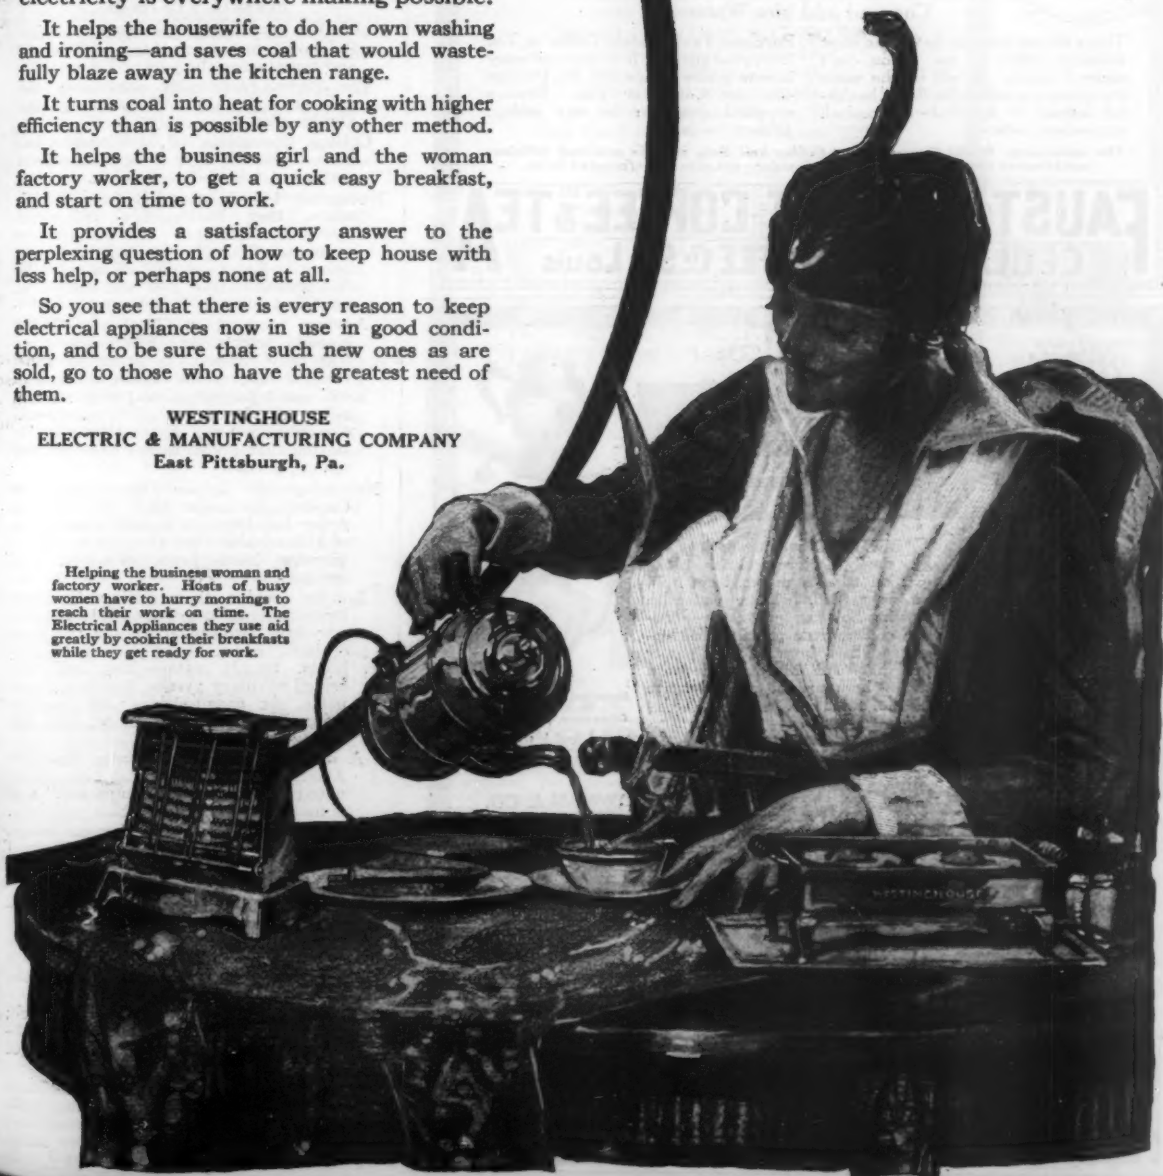 electricity is everywhere making possible.
It helps the housewife to do her own washing
and ironing—and saves coal that would waste-
fully blaze away in the kitchen range.
It turns coal into heat for cooking with higher
efficiency than is possible by any other method.
It helps the business girl and the woman
factory worker, to get a quick easy breakfast,
and start on time to work.
It provides a satisfactory answer to the
perplexing question of how to keep house with
less help, or perhaps none at all.
So you see that there is every reason to keep
electrical appliances now in use in good condi-
tion, and to be sure that such new ones as are
sold, go to those who have the greatest need of
them.
WESTINGHOUSE
ELECTRIC & MANUFACTURING COMPANY
East Pittsburgh, Pa.
Helping the business woman and
factory worker. Hosts of busy
women have to hurry mornings to
reach their work on time. The
Electrical Appliances they use aid
greatly by cooking their breakfasts
while they get ready for work.
WESTINGHOUSE